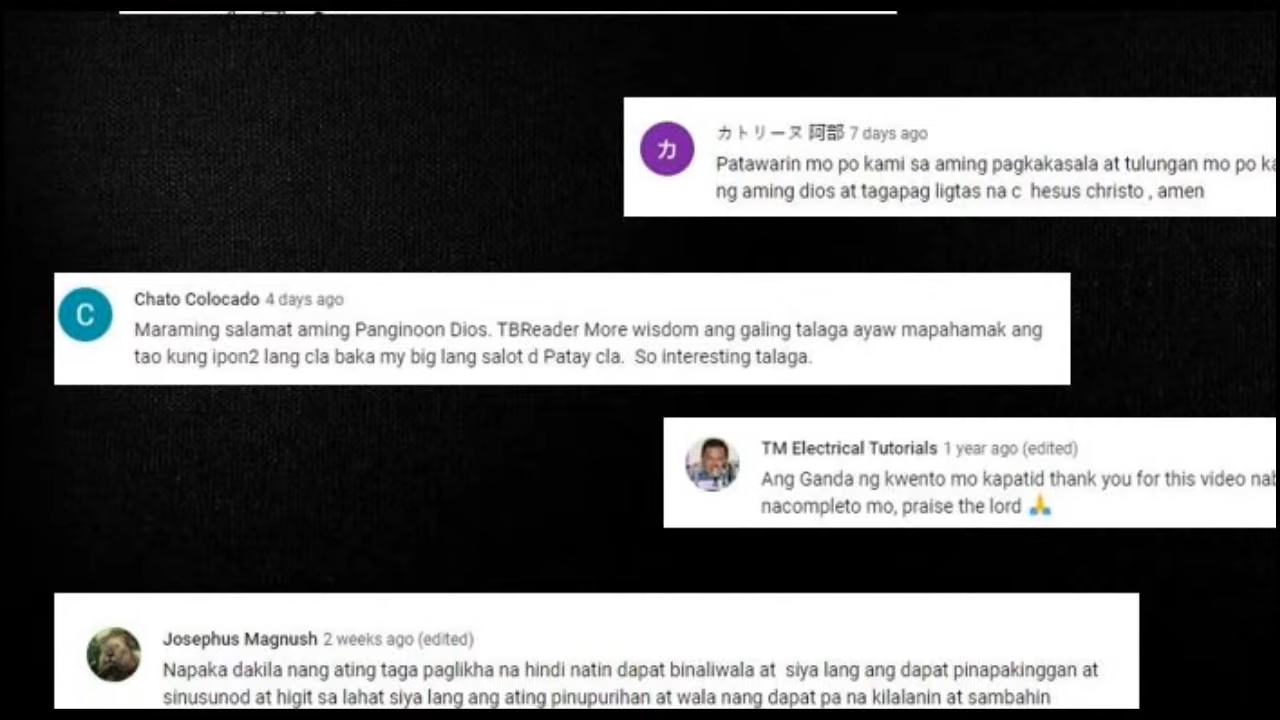 カ
カトリーヌ 阿部 7 days ago
Patawarin mo po kami sa aming pagkakasala at tulungan mo po
ng aming dios at tagapag ligtas na c hesus christo , amen
C
Chato Colocado 4 days ago
Maraming salamat aming Panginoon Dios. TBReader More wisdom ang galing talaga ayaw mapahamak ang
tao kung ipon2 lang cla baka my big lang salot d Patay cla. So interesting talaga.
TM Electrical Tutorials 1 year ago (edited)
Ang Ganda ng kwento mo kapatid thank you for this video
nacompleto mo, praise the lord 🙏
Josephus Magnush 2 weeks ago (edited)
Napaka dakila nang ating taga paglikha na hindi natin dapat binaliwala at siya lang ang dapat pinapakinggan at
sinusunod at higit sa lahat siya lang ang ating pinupurihan at wala nang dapat pa na kilalanin at sambahin